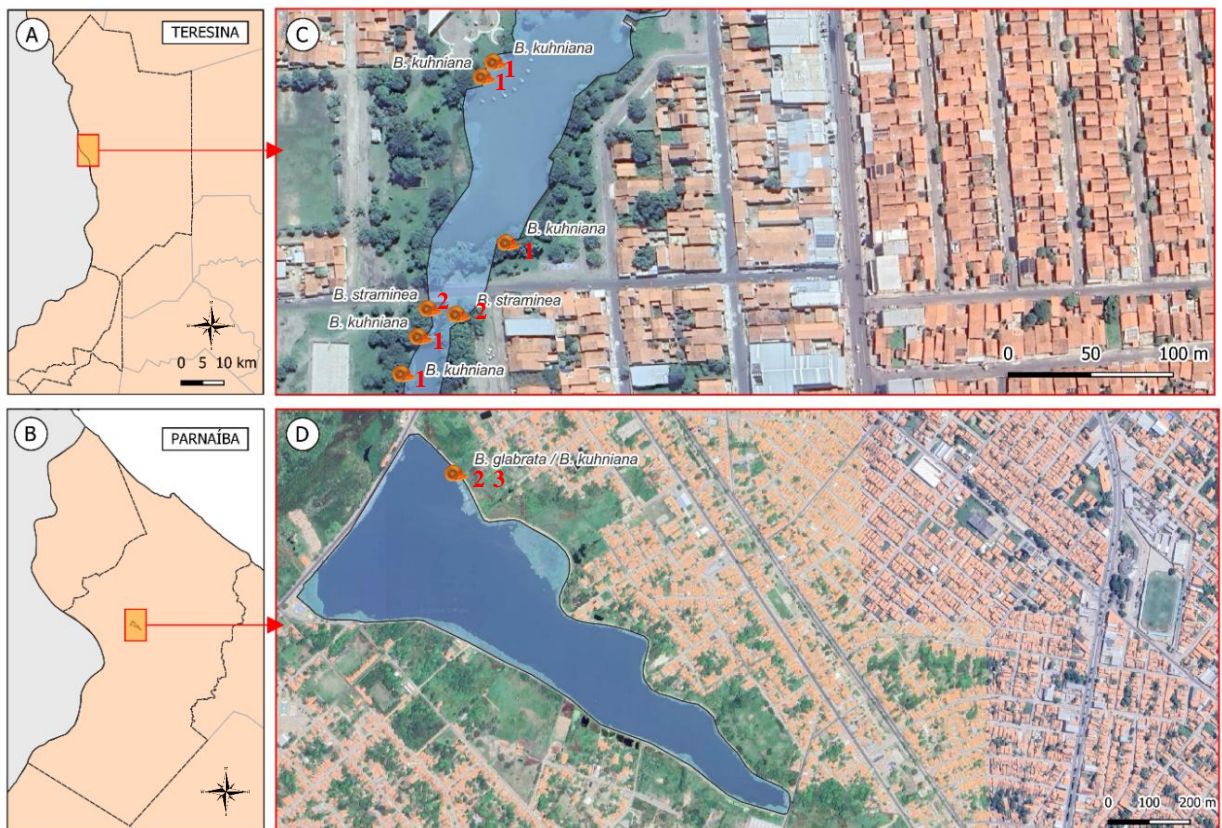 A
TERESINA
0 5 10 km
C
B. kuhniana
1
B. kuhniana
1
B. kuhniana
1
B. straminea
2
B. straminea
2
B. kuhniana
1
B. kuhniana
1
0 50 100 m
B
PARNAÍBA
D
B. glabrata / B. kuhniana
2 3
0 100 200 m